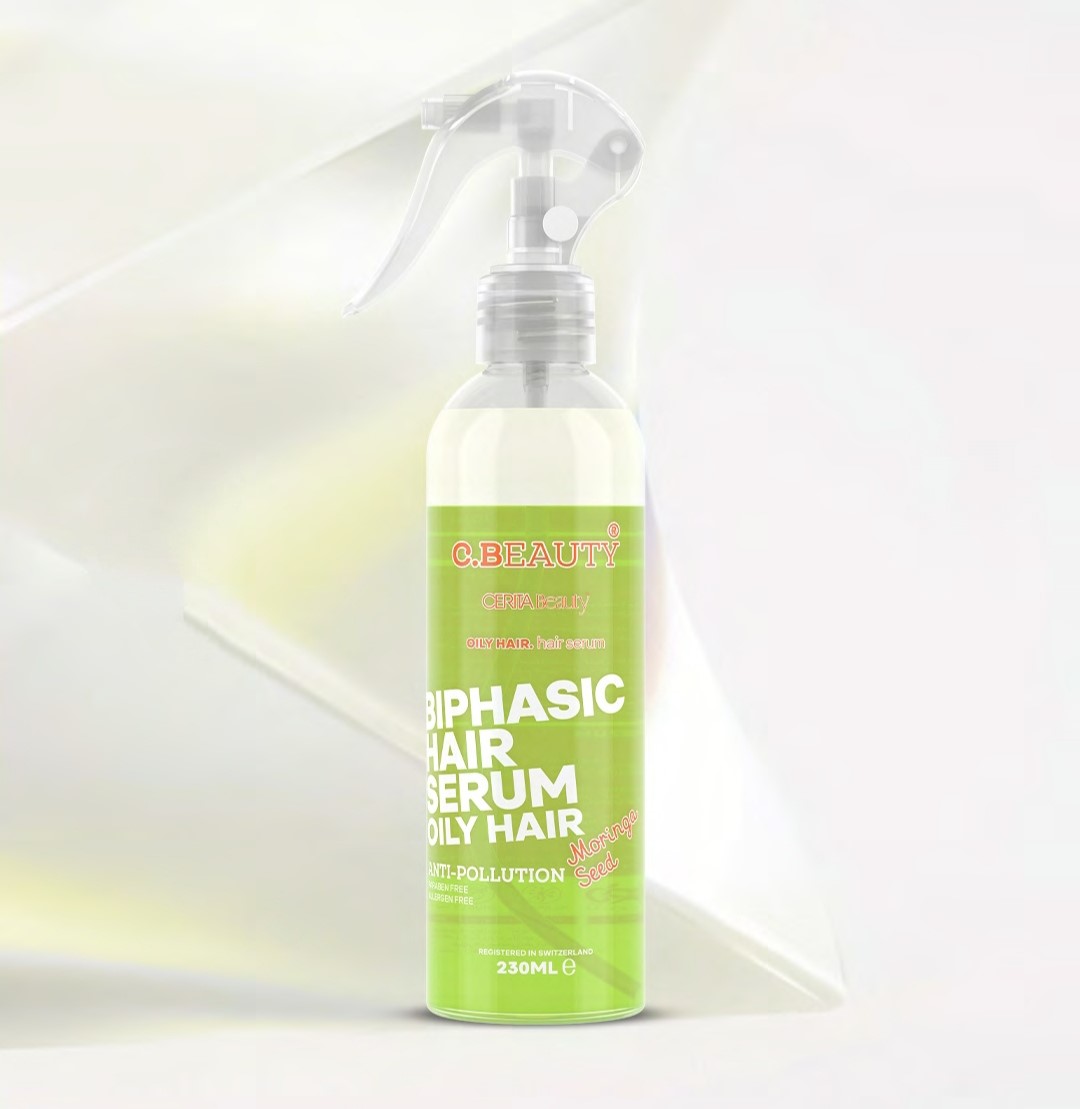 C.BEAUTY®
CERITA Beauty
OILY HAIR. hair serum
BIPHASIC
HAIR
SERUM
OILY HAIR
Moringa
Seed
ANTI-POLLUTION
PARABEN FREE
ALLERGEN FREE
REGISTERED IN SWITZERLAND
230ML ℮